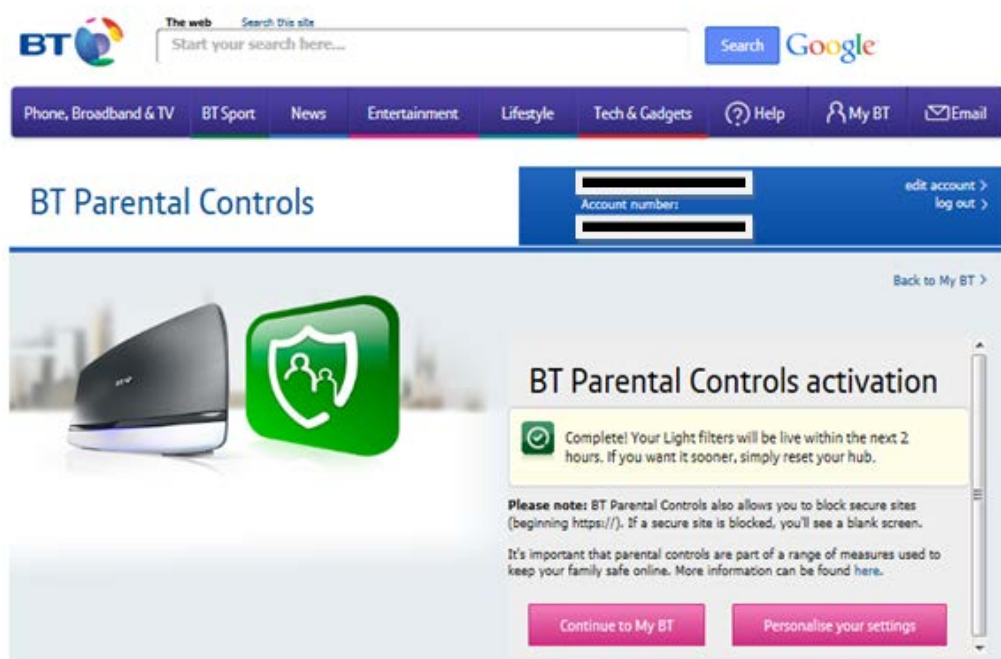 The web Search this site
BT
Start your search here...
Search Google
Phone, Broadband & TV BT Sport News Entertainment Lifestyle Tech & Gadgets Help My BT Email
BT Parental Controls
edit account >
Account number:
log out >
Back to My BT >
BT Parental Controls activation
Complete! Your Light filters will be live within the next 2
hours. If you want it sooner, simply reset your hub.
Please note: BT Parental Controls also allows you to block secure sites
(beginning https://). If a secure site is blocked, you'll see a blank screen.
It's important that parental controls are part of a range of measures used to
keep your family safe online. More information can be found here.
Continue to My BT Personalise your settings